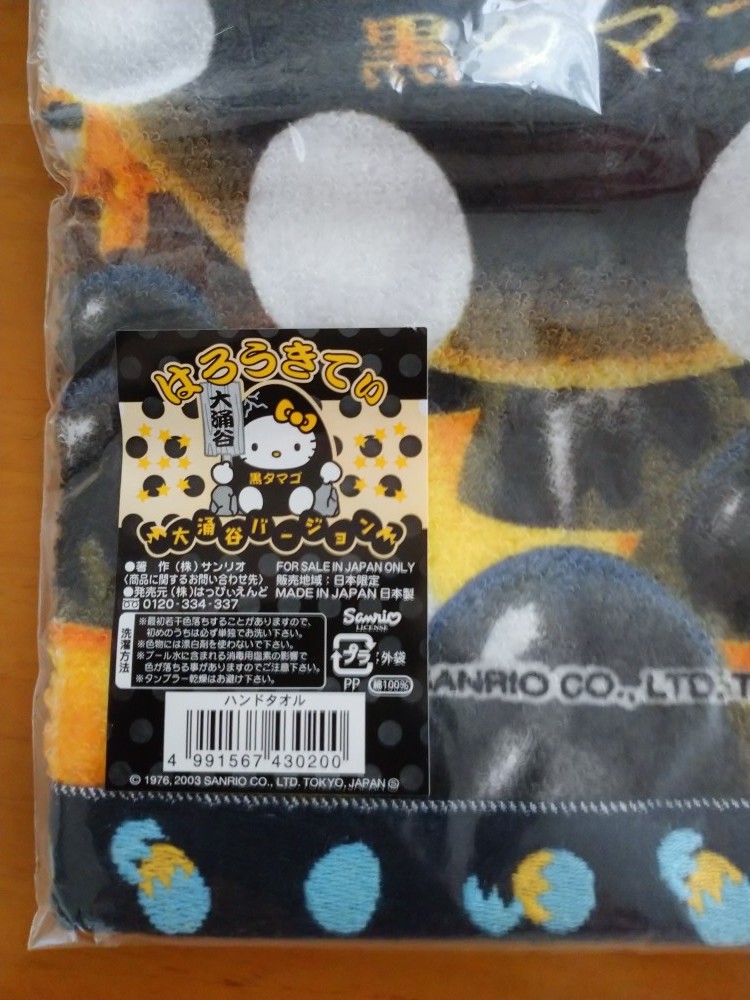 黒タマゴ
はろうきてぃ
大涌谷
黒タマゴ
大涌谷バージョン
●著 作(株)サンリオ
〈商品に関するお問い合わせ先〉
●発売元(株)はっぴぃえんど
0120-334-337
FOR SALE IN JAPAN ONLY
販売地域：日本限定
MADE IN JAPAN 日本製
Sanrio
LICENSE
洗濯方法
※最初若干色落ちすることがありますので、
初めのうちは必ず単独でお洗い下さい。
※色物には漂白剤を使わないで下さい。
※プール水に含まれる消毒用塩素の影響で
色が落ちる事がありますのでご注意下さい。
※タンブラー乾燥はお避け下さい。
プラ：外袋
PP 綿100%
ハンドタオル
4 991567 430200
© 1976, 2003 SANRIO CO., LTD. TOKYO, JAPAN Ⓢ
ANRIO CO., LTD. T